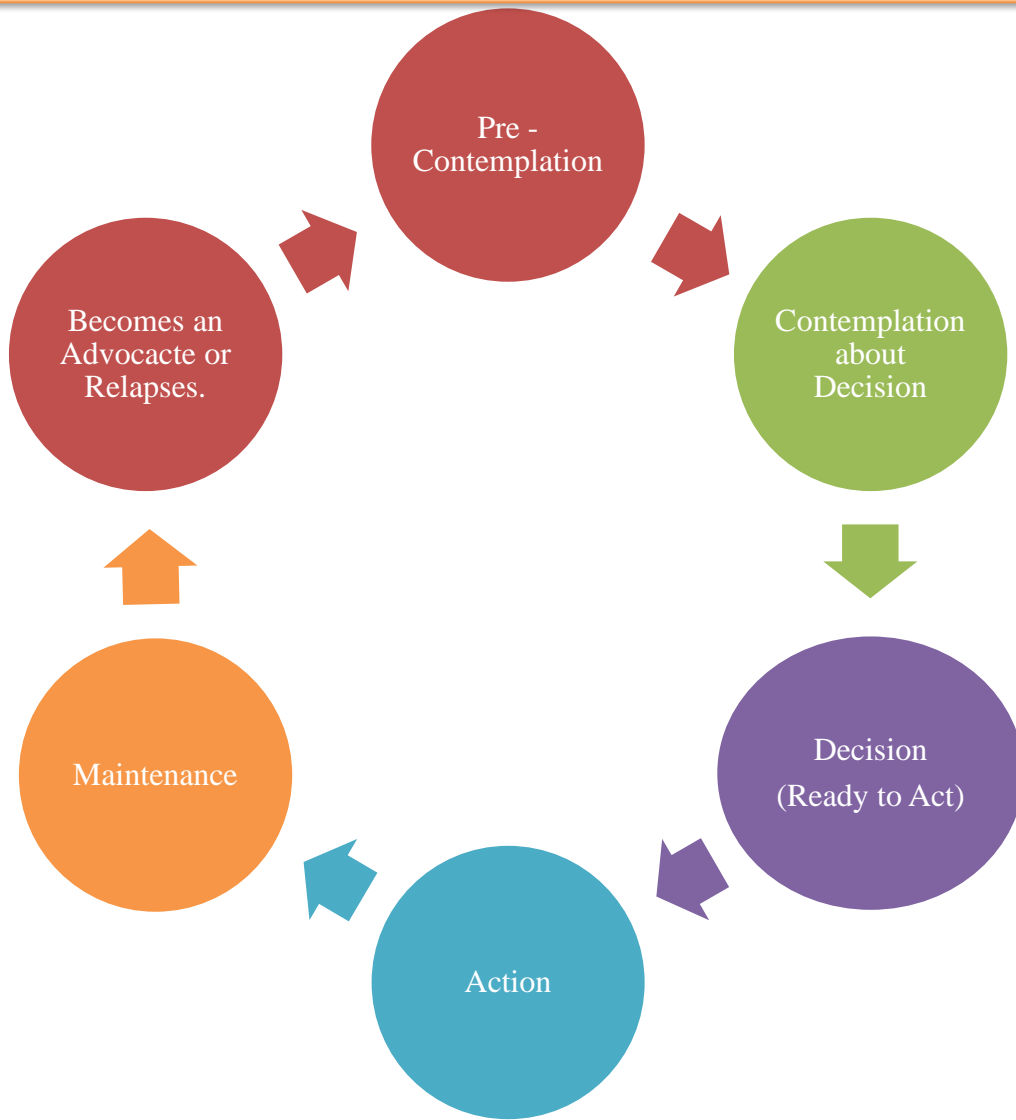 Pre -
Contemplation
Contemplation
about
Decision
Decision
(Ready to Act)
Action
Maintenance
Becomes an
Advocacte or
Relapses.